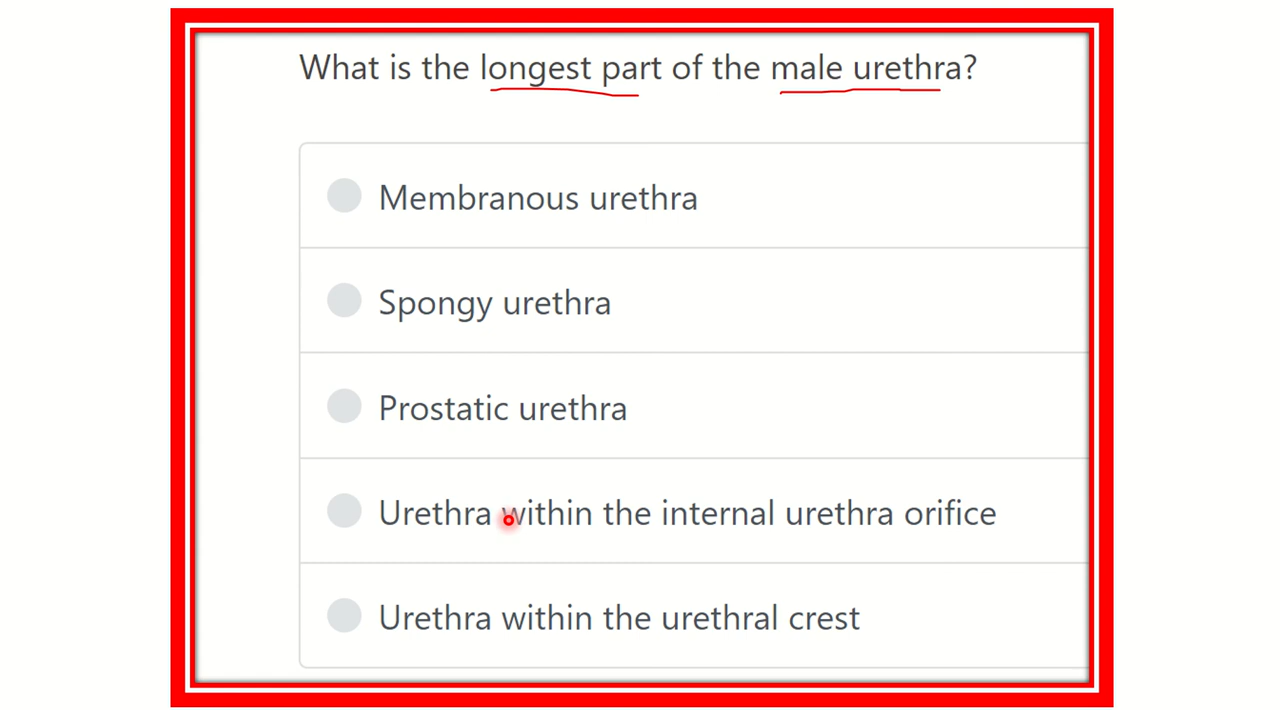 What is the longest part of the male urethra?
Membranous urethra
Spongy urethra
Prostatic urethra
Urethra within the internal urethra orifice
Urethra within the urethral crest